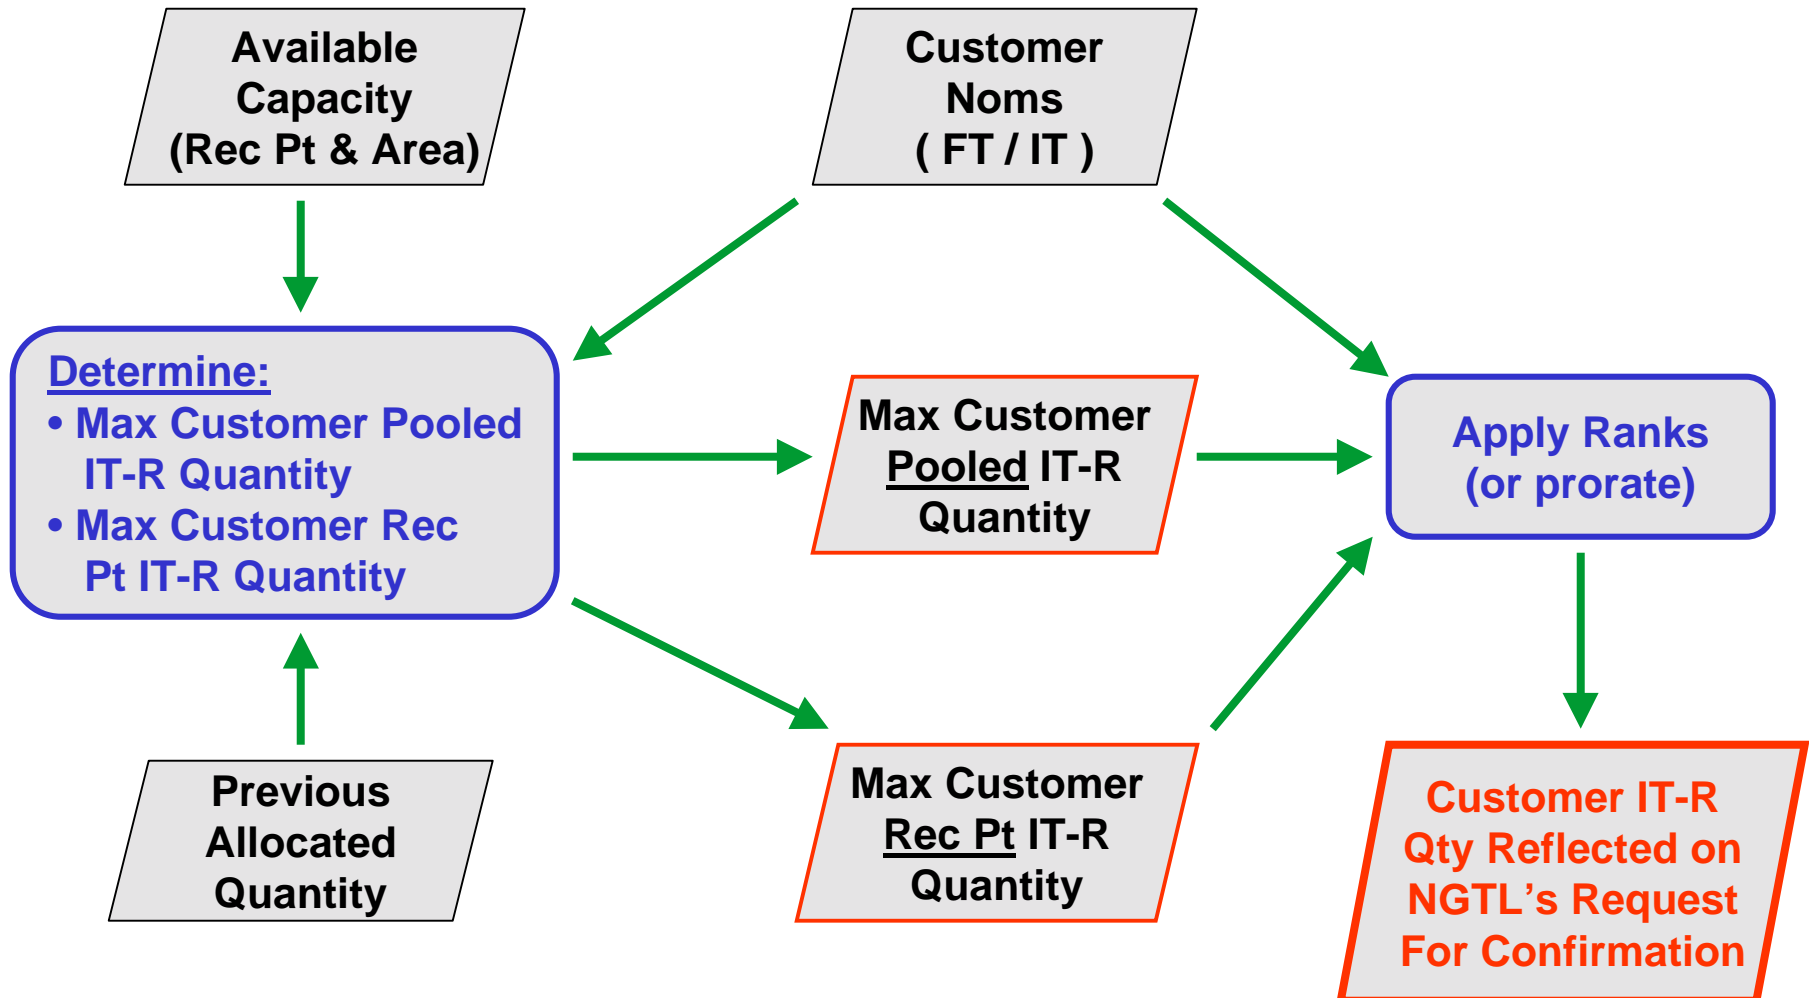 Available
Capacity
(Rec Pt & Area)
Customer
Noms
( FT / IT )
Determine:
• Max Customer Pooled
IT-R Quantity
• Max Customer Rec
Pt IT-R Quantity
Max Customer
Pooled IT-R
Quantity
Apply Ranks
(or prorate)
Previous
Allocated
Quantity
Max Customer
Rec Pt IT-R
Quantity
Customer IT-R
Qty Reflected on
NGTL’s Request
For Confirmation